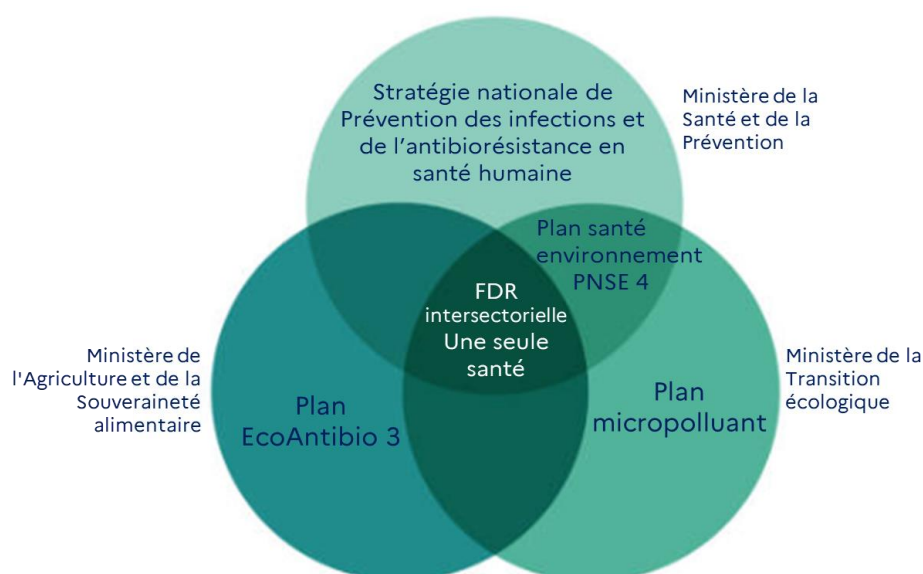 Stratégie nationale de
Prévention des infections et
de l’antibiorésistance en
santé humaine
Ministère de la
Santé et de la
Prévention
Plan santé
environnement
PNSE 4
FDR
intersectorielle
Une seule
santé
Ministère de
l'Agriculture et de la
Souveraineté
alimentaire
Plan
EcoAntibio 3
Plan
micropolluant
Ministère de la
Transition
écologique